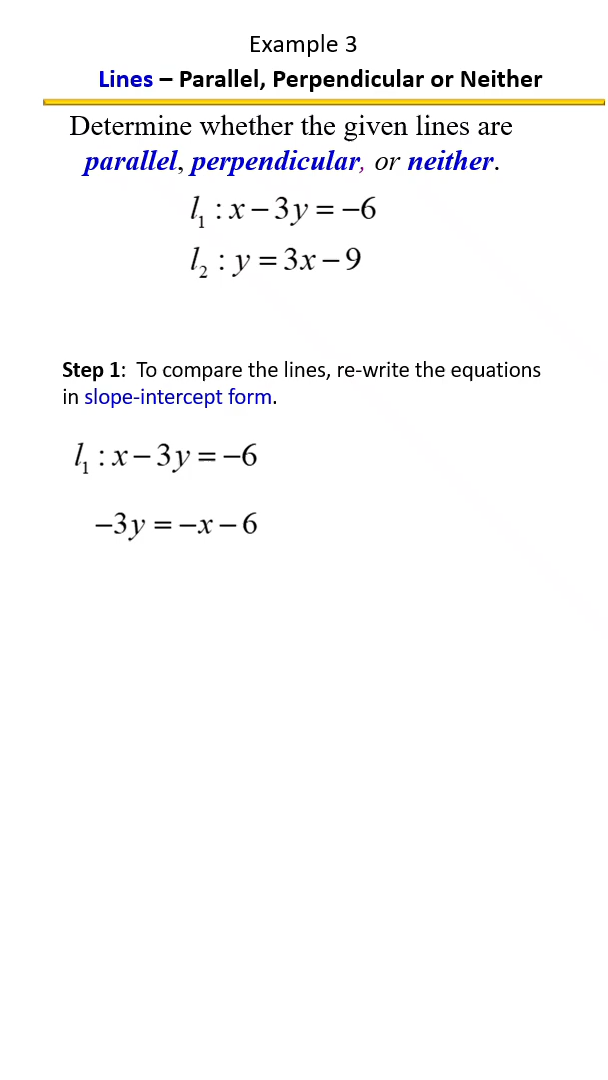 Example 3
Lines – Parallel, Perpendicular or Neither
Determine whether the given lines are
parallel, perpendicular, or neither.
l₁ : x − 3y = −6
l₂ : y = 3x − 9
Step 1: To compare the lines, re-write the equations
in slope-intercept form.
l₁ : x − 3y = −6
−3y = −x − 6